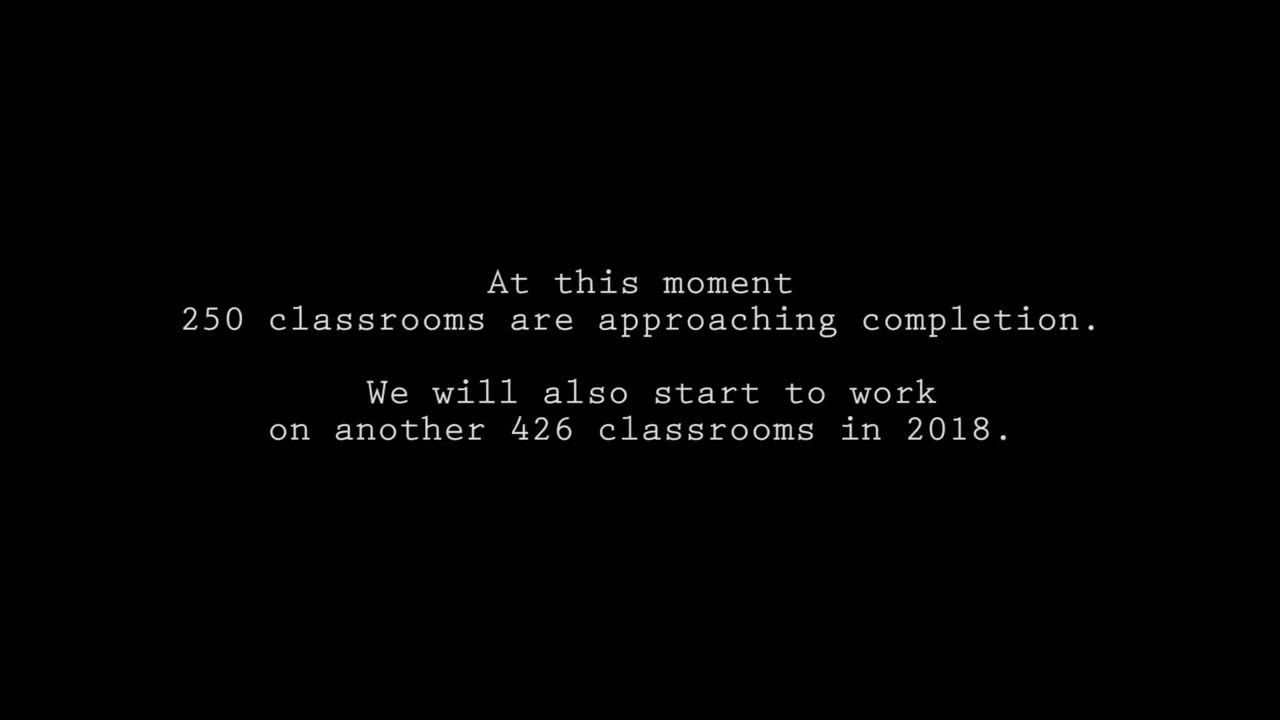 At this moment
250 classrooms are approaching completion.
We will also start to work
on another 426 classrooms in 2018.